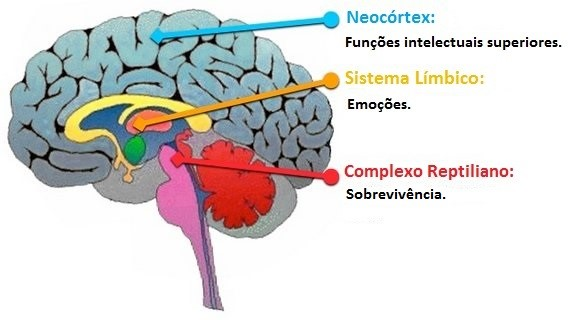 Neocórtex:
Funções intelectuais superiores.
Sistema Límbico:
Emoções.
Complexo Reptiliano:
Sobrevivência.